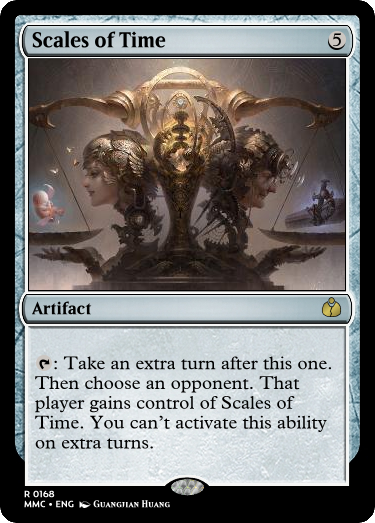 Scales of Time 5
Artifact
: Take an extra turn after this one.
Then choose an opponent. That
player gains control of Scales of
Time. You can't activate this ability
on extra turns.
R 0168
MMC • ENG Guangjian Huang